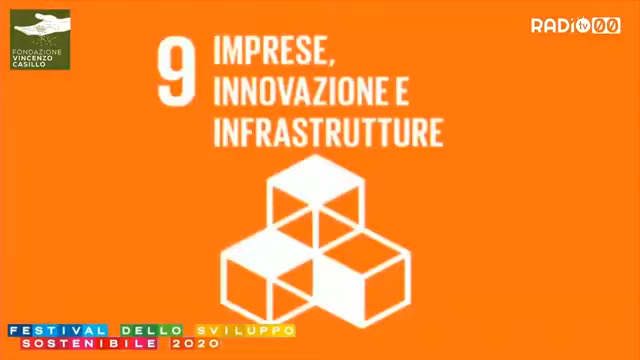 FONDAZIONE
VINCENZO
CASILLO
RADIO tv 00
9 IMPRESE,
INNOVAZIONE E
INFRASTRUTTURE
FESTIVAL DELLO SVILUPPO
SOSTENIBILE 2020